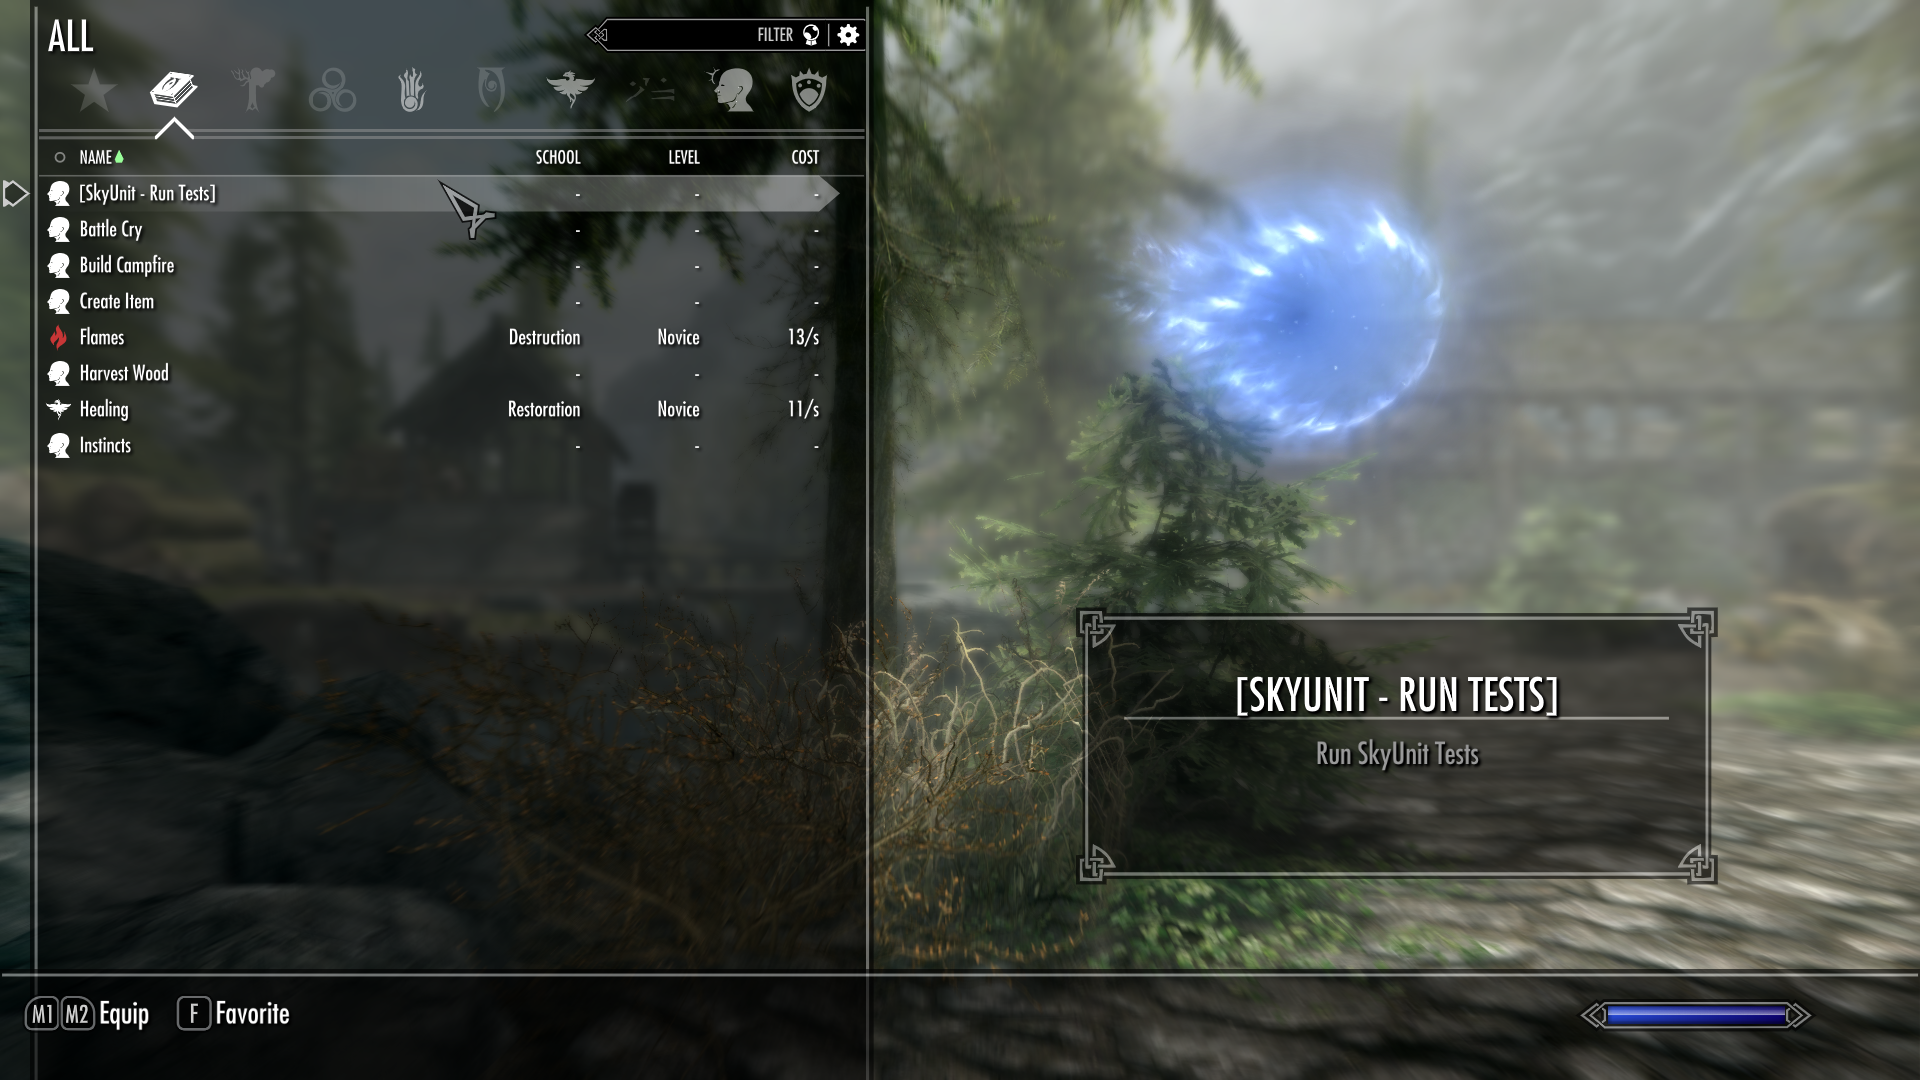 ALL
FILTER
NAME SCHOOL LEVEL COST
[SkyUnit - Run Tests] - - -
Battle Cry - - -
Build Campfire - - -
Create Item - - -
Flames Destruction Novice 13/s
Harvest Wood - - -
Healing Restoration Novice 11/s
Instincts - - -
[SKYUNIT - RUN TESTS]
Run SkyUnit Tests
M1 M2 Equip F Favorite